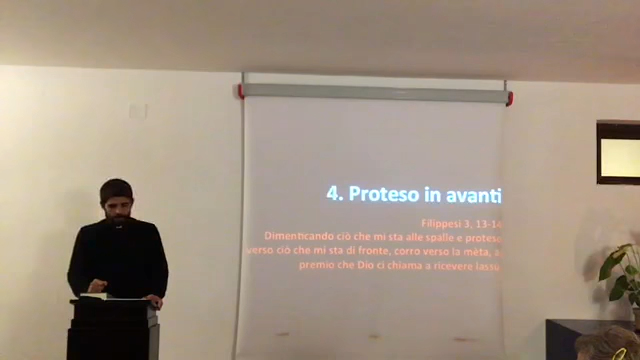 4. Proteso in avanti
Filippesi 3, 13-14
Dimenticando ciò che mi sta alle spalle e proteso
verso ciò che mi sta di fronte, corro verso la mèta, al
premio che Dio ci chiama a ricevere lassù